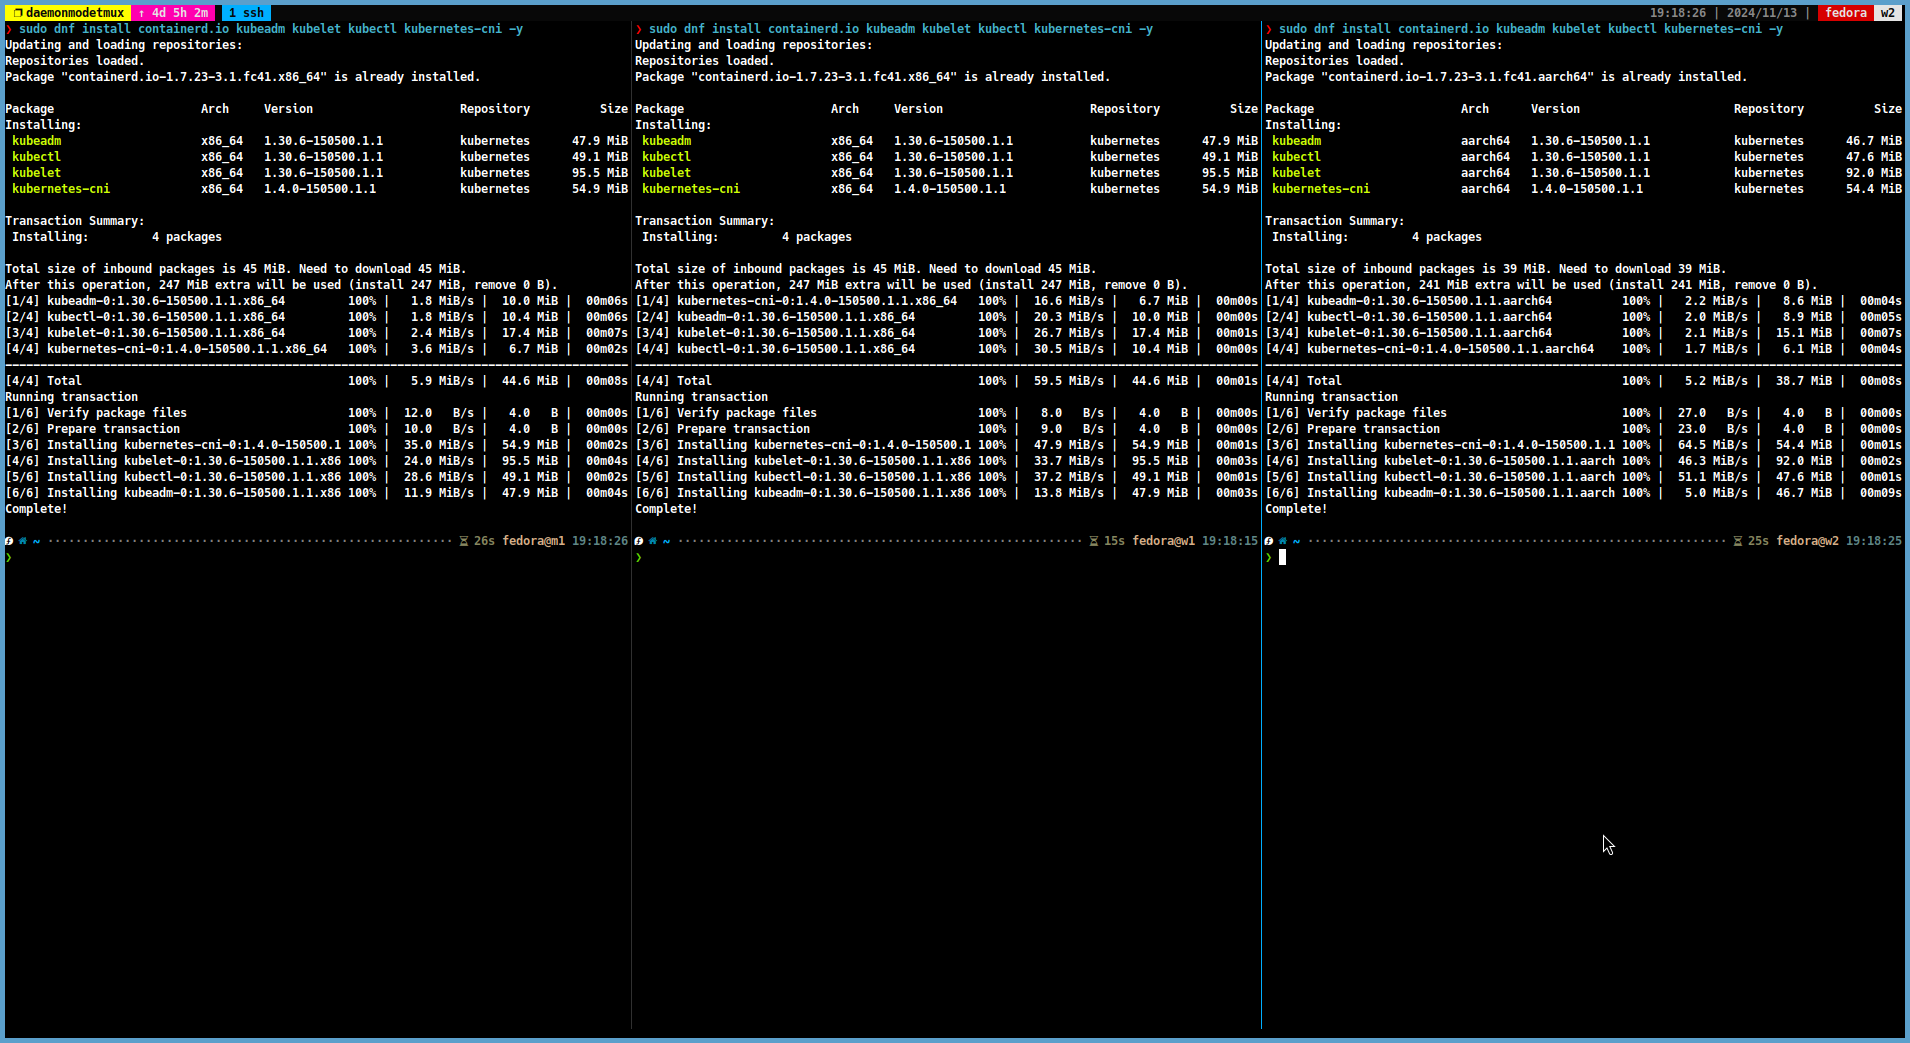 daemonmodetmux ↑ 4d 5h 2m 1 ssh 19:18:26 | 2024/11/13 | fedora w2
❯ sudo dnf install containerd.io kubeadm kubelet kubectl kubernetes-cni -y
Updating and loading repositories:
Repositories loaded.
Package "containerd.io-1.7.23-3.1.fc41.x86_64" is already installed.
Package Arch Version Repository Size
Installing:
kubeadm x86_64 1.30.6-150500.1.1 kubernetes 47.9 MiB
kubectl x86_64 1.30.6-150500.1.1 kubernetes 49.1 MiB
kubelet x86_64 1.30.6-150500.1.1 kubernetes 95.5 MiB
kubernetes-cni x86_64 1.4.0-150500.1.1 kubernetes 54.9 MiB
Transaction Summary:
Installing: 4 packages
Total size of inbound packages is 45 MiB. Need to download 45 MiB.
After this operation, 247 MiB extra will be used (install 247 MiB, remove 0 B).
[1/4] kubeadm-0:1.30.6-150500.1.1.x86_64 100% | 1.8 MiB/s | 10.0 MiB | 00m06s
[2/4] kubectl-0:1.30.6-150500.1.1.x86_64 100% | 1.8 MiB/s | 10.4 MiB | 00m06s
[3/4] kubelet-0:1.30.6-150500.1.1.x86_64 100% | 2.4 MiB/s | 17.4 MiB | 00m07s
[4/4] kubernetes-cni-0:1.4.0-150500.1.1.x86_64 100% | 3.6 MiB/s | 6.7 MiB | 00m02s
[4/4] Total 100% | 5.9 MiB/s | 44.6 MiB | 00m08s
Running transaction
[1/6] Verify package files 100% | 12.0 B/s | 4.0 B | 00m00s
[2/6] Prepare transaction 100% | 10.0 B/s | 4.0 B | 00m00s
[3/6] Installing kubernetes-cni-0:1.4.0-150500.1 100% | 35.0 MiB/s | 54.9 MiB | 00m02s
[4/6] Installing kubelet-0:1.30.6-150500.1.1.x86 100% | 24.0 MiB/s | 95.5 MiB | 00m04s
[5/6] Installing kubectl-0:1.30.6-150500.1.1.x86 100% | 28.6 MiB/s | 49.1 MiB | 00m02s
[6/6] Installing kubeadm-0:1.30.6-150500.1.1.x86 100% | 11.9 MiB/s | 47.9 MiB | 00m04s
Complete!
~ 26s fedora@m1 19:18:26
❯
❯ sudo dnf install containerd.io kubeadm kubelet kubectl kubernetes-cni -y
Updating and loading repositories:
Repositories loaded.
Package "containerd.io-1.7.23-3.1.fc41.x86_64" is already installed.
Package Arch Version Repository Size
Installing:
kubeadm x86_64 1.30.6-150500.1.1 kubernetes 47.9 MiB
kubectl x86_64 1.30.6-150500.1.1 kubernetes 49.1 MiB
kubelet x86_64 1.30.6-150500.1.1 kubernetes 95.5 MiB
kubernetes-cni x86_64 1.4.0-150500.1.1 kubernetes 54.9 MiB
Transaction Summary:
Installing: 4 packages
Total size of inbound packages is 45 MiB. Need to download 45 MiB.
After this operation, 247 MiB extra will be used (install 247 MiB, remove 0 B).
[1/4] kubernetes-cni-0:1.4.0-150500.1.1.x86_64 100% | 16.6 MiB/s | 6.7 MiB | 00m00s
[2/4] kubeadm-0:1.30.6-150500.1.1.x86_64 100% | 20.3 MiB/s | 10.0 MiB | 00m00s
[3/4] kubelet-0:1.30.6-150500.1.1.x86_64 100% | 26.7 MiB/s | 17.4 MiB | 00m01s
[4/4] kubectl-0:1.30.6-150500.1.1.x86_64 100% | 30.5 MiB/s | 10.4 MiB | 00m00s
[4/4] Total 100% | 59.5 MiB/s | 44.6 MiB | 00m01s
Running transaction
[1/6] Verify package files 100% | 8.0 B/s | 4.0 B | 00m00s
[2/6] Prepare transaction 100% | 9.0 B/s | 4.0 B | 00m00s
[3/6] Installing kubernetes-cni-0:1.4.0-150500.1 100% | 47.9 MiB/s | 54.9 MiB | 00m01s
[4/6] Installing kubelet-0:1.30.6-150500.1.1.x86 100% | 33.7 MiB/s | 95.5 MiB | 00m03s
[5/6] Installing kubectl-0:1.30.6-150500.1.1.x86 100% | 37.2 MiB/s | 49.1 MiB | 00m01s
[6/6] Installing kubeadm-0:1.30.6-150500.1.1.x86 100% | 13.8 MiB/s | 47.9 MiB | 00m03s
Complete!
~ 15s fedora@w1 19:18:15
❯
❯ sudo dnf install containerd.io kubeadm kubelet kubectl kubernetes-cni -y
Updating and loading repositories:
Repositories loaded.
Package "containerd.io-1.7.23-3.1.fc41.aarch64" is already installed.
Package Arch Version Repository Size
Installing:
kubeadm aarch64 1.30.6-150500.1.1 kubernetes 46.7 MiB
kubectl aarch64 1.30.6-150500.1.1 kubernetes 47.6 MiB
kubelet aarch64 1.30.6-150500.1.1 kubernetes 92.0 MiB
kubernetes-cni aarch64 1.4.0-150500.1.1 kubernetes 54.4 MiB
Transaction Summary:
Installing: 4 packages
Total size of inbound packages is 39 MiB. Need to download 39 MiB.
After this operation, 241 MiB extra will be used (install 241 MiB, remove 0 B).
[1/4] kubeadm-0:1.30.6-150500.1.1.aarch64 100% | 2.2 MiB/s | 8.6 MiB | 00m04s
[2/4] kubectl-0:1.30.6-150500.1.1.aarch64 100% | 2.0 MiB/s | 8.9 MiB | 00m05s
[3/4] kubelet-0:1.30.6-150500.1.1.aarch64 100% | 2.1 MiB/s | 15.1 MiB | 00m07s
[4/4] kubernetes-cni-0:1.4.0-150500.1.1.aarch64 100% | 1.7 MiB/s | 6.1 MiB | 00m04s
[4/4] Total 100% | 5.2 MiB/s | 38.7 MiB | 00m08s
Running transaction
[1/6] Verify package files 100% | 27.0 B/s | 4.0 B | 00m00s
[2/6] Prepare transaction 100% | 23.0 B/s | 4.0 B | 00m00s
[3/6] Installing kubernetes-cni-0:1.4.0-150500.1.1 100% | 64.5 MiB/s | 54.4 MiB | 00m01s
[4/6] Installing kubelet-0:1.30.6-150500.1.1.aarch 100% | 46.3 MiB/s | 92.0 MiB | 00m02s
[5/6] Installing kubectl-0:1.30.6-150500.1.1.aarch 100% | 51.1 MiB/s | 47.6 MiB | 00m01s
[6/6] Installing kubeadm-0:1.30.6-150500.1.1.aarch 100% | 5.0 MiB/s | 46.7 MiB | 00m09s
Complete!
~ 25s fedora@w2 19:18:25
❯